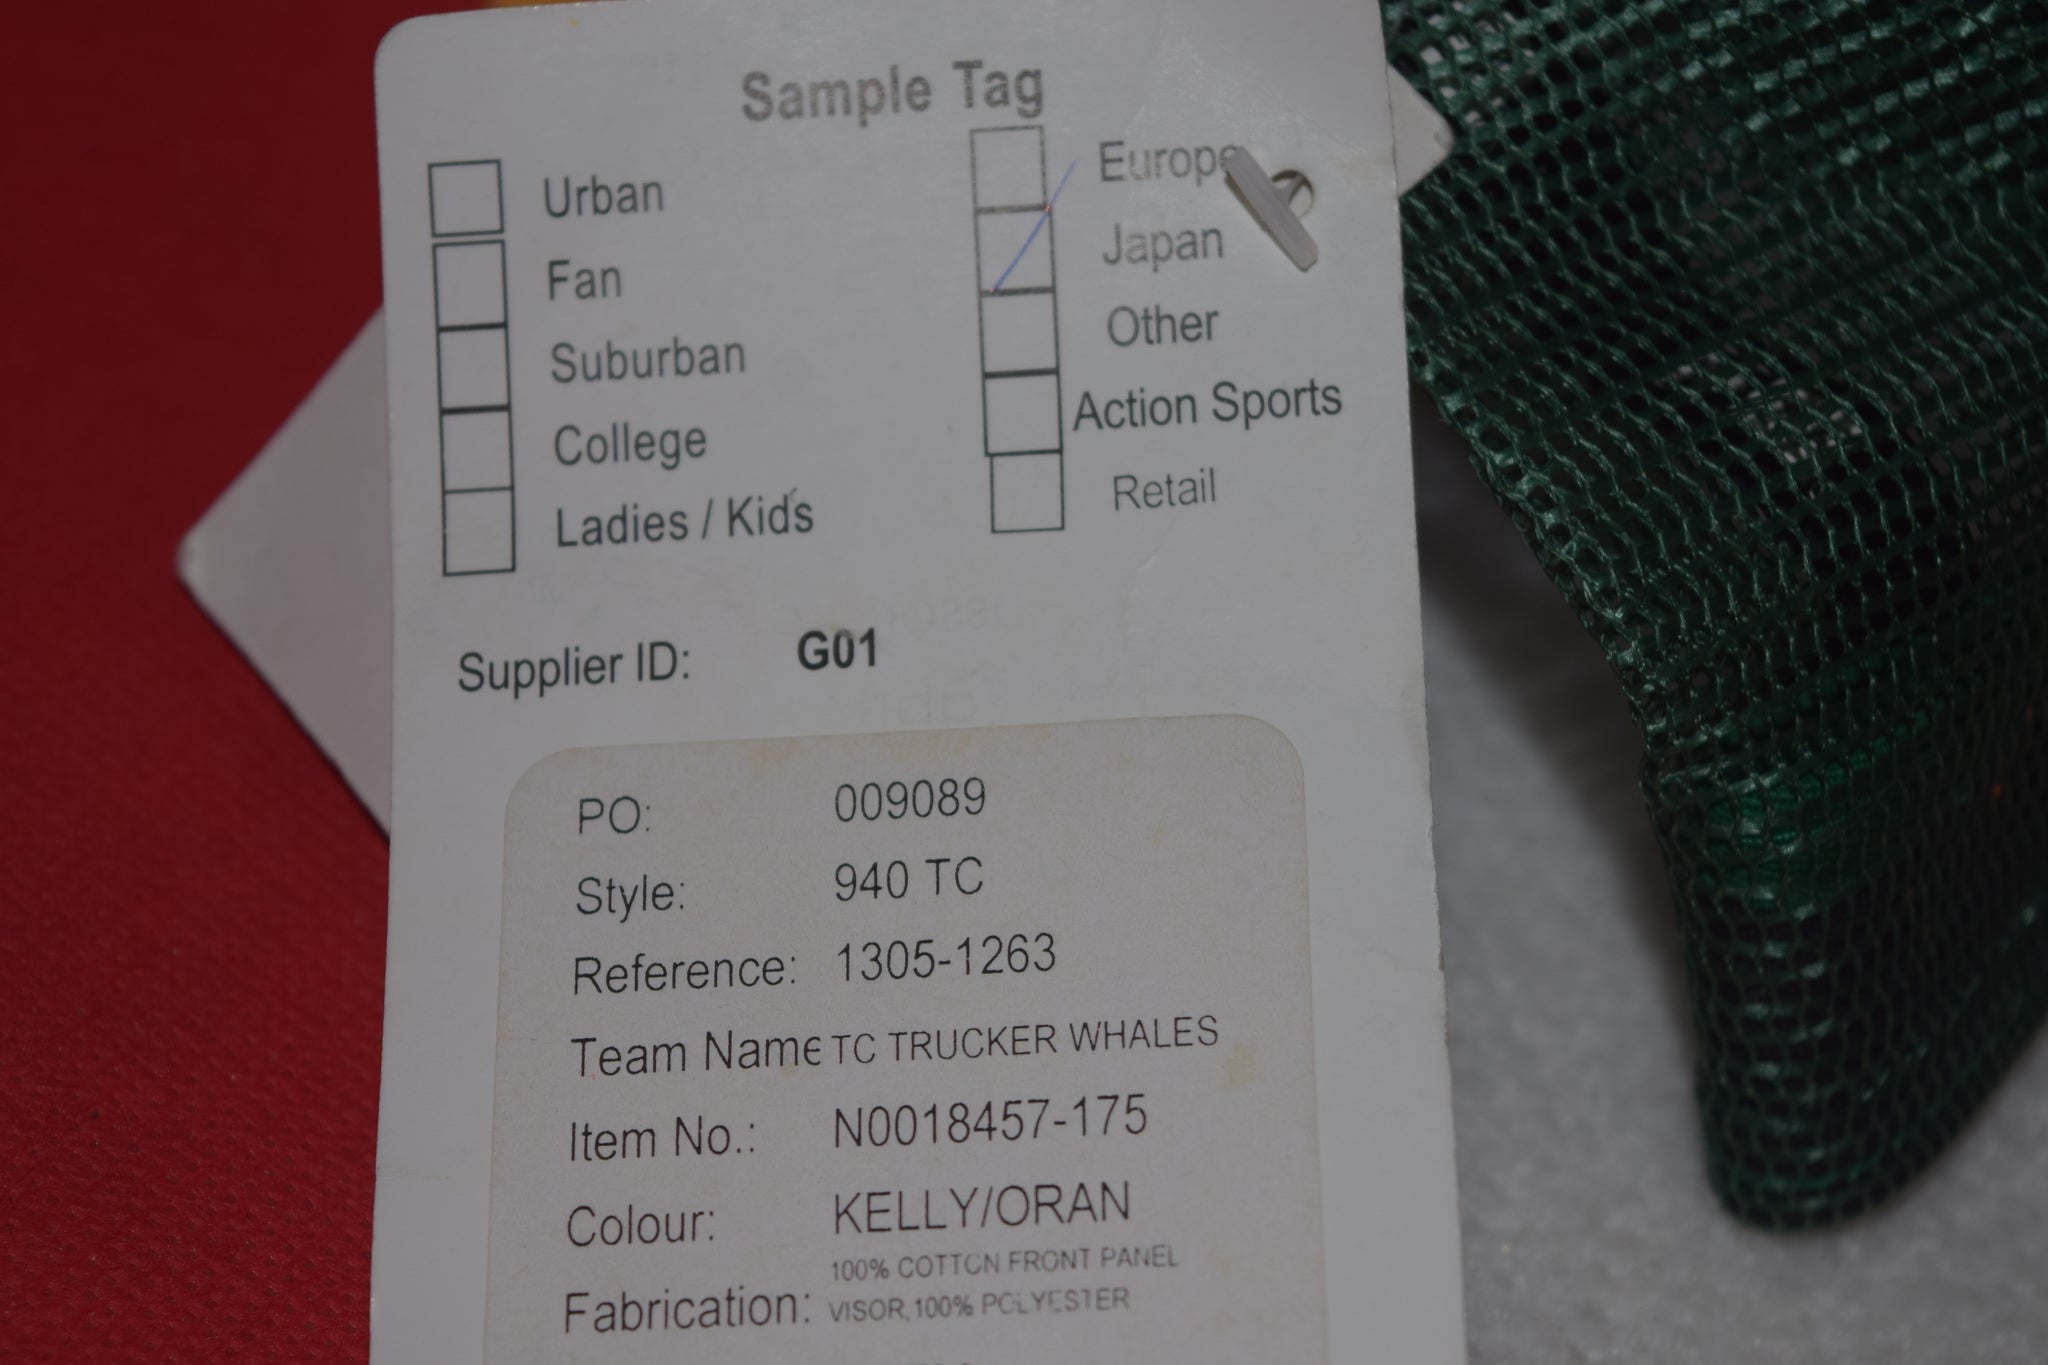 Sample Tag
Urban
Fan
Suburban
College
Ladies / Kids
Europe
Japan
Other
Action Sports
Retail
Supplier ID: G01
PO: 009089
Style: 940 TC
Reference: 1305-1263
Team Name TC TRUCKER WHALES
Item No.: N0018457-175
Colour: KELLY/ORAN
100% COTTON FRONT PANEL
Fabrication: VISOR,100% POLYESTER